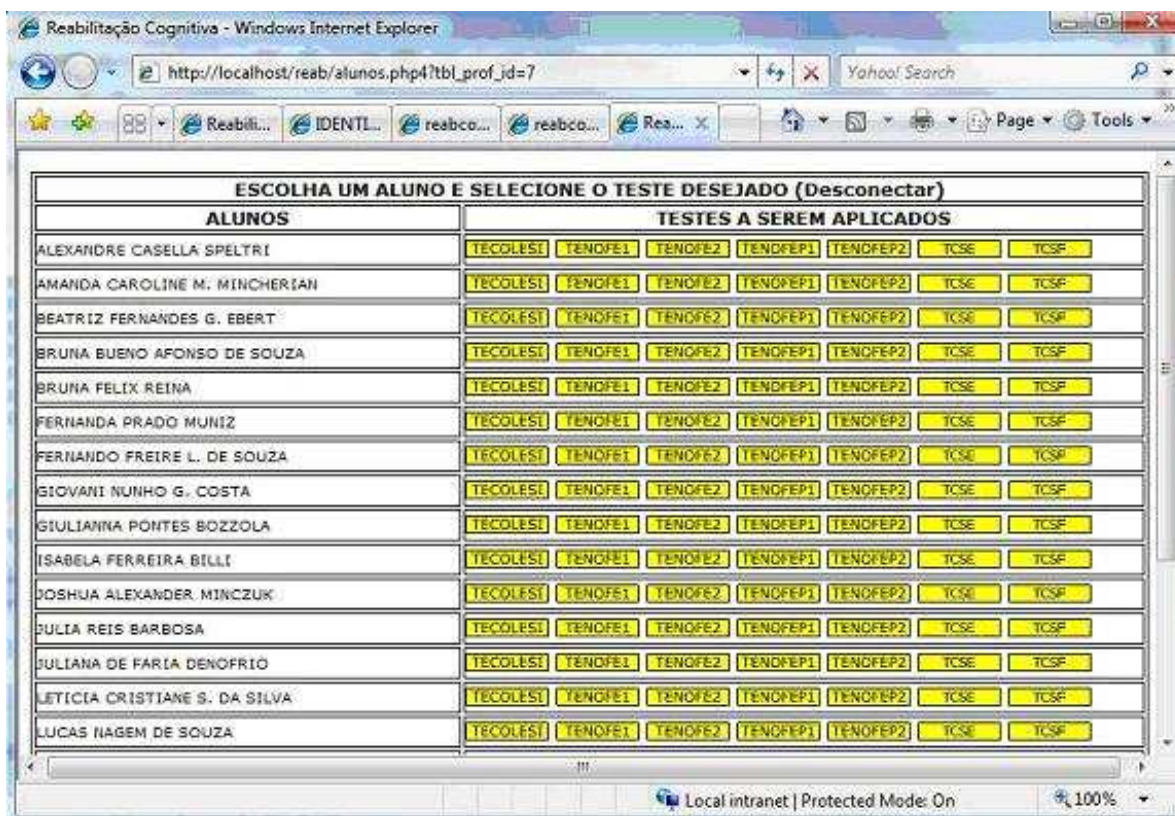 Reabilitação Cognitiva - Windows Internet Explorer
http://localhost/reab/alunos.php4?tbl_prof_id=7 Yahoo! Search
Reabili... IDENTI... reabco... reabco... Rea... Page Tools
ESCOLHA UM ALUNO E SELECIONE O TESTE DESEJADO (Desconectar)
ALUNOS TESTES A SEREM APLICADOS
ALEXANDRE CASELLA SPELTRI TECOLESI TENOFE1 TENOFE2 TENOFEP1 TENOFEP2 TCSE TCSF
AMANDA CAROLINE M. MINCHERIAN TECOLESI TENOFE1 TENOFE2 TENOFEP1 TENOFEP2 TCSE TCSF
BEATRIZ FERNANDES G. EBERT TECOLESI TENOFE1 TENOFE2 TENOFEP1 TENOFEP2 TCSE TCSF
BRUNA BUENO AFONSO DE SOUZA TECOLESI TENOFE1 TENOFE2 TENOFEP1 TENOFEP2 TCSE TCSF
BRUNA FELIX REINA TECOLESI TENOFE1 TENOFE2 TENOFEP1 TENOFEP2 TCSE TCSF
FERNANDA PRADO MUNIZ TECOLESI TENOFE1 TENOFE2 TENOFEP1 TENOFEP2 TCSE TCSF
FERNANDO FREIRE L. DE SOUZA TECOLESI TENOFE1 TENOFE2 TENOFEP1 TENOFEP2 TCSE TCSF
GIOVANI NUNHO G. COSTA TECOLESI TENOFE1 TENOFE2 TENOFEP1 TENOFEP2 TCSE TCSF
GIULIANNA PONTES BOZZOLA TECOLESI TENOFE1 TENOFE2 TENOFEP1 TENOFEP2 TCSE TCSF
ISABELA FERREIRA BILLI TECOLESI TENOFE1 TENOFE2 TENOFEP1 TENOFEP2 TCSE TCSF
JOSHUA ALEXANDER MINCZUK TECOLESI TENOFE1 TENOFE2 TENOFEP1 TENOFEP2 TCSE TCSF
JULIA REIS BARBOSA TECOLESI TENOFE1 TENOFE2 TENOFEP1 TENOFEP2 TCSE TCSF
JULIANA DE FARIA DENOFRIO TECOLESI TENOFE1 TENOFE2 TENOFEP1 TENOFEP2 TCSE TCSF
LETICIA CRISTIANE S. DA SILVA TECOLESI TENOFE1 TENOFE2 TENOFEP1 TENOFEP2 TCSE TCSF
LUCAS NAGEM DE SOUZA TECOLESI TENOFE1 TENOFE2 TENOFEP1 TENOFEP2 TCSE TCSF
Local intranet | Protected Mode: On 100%